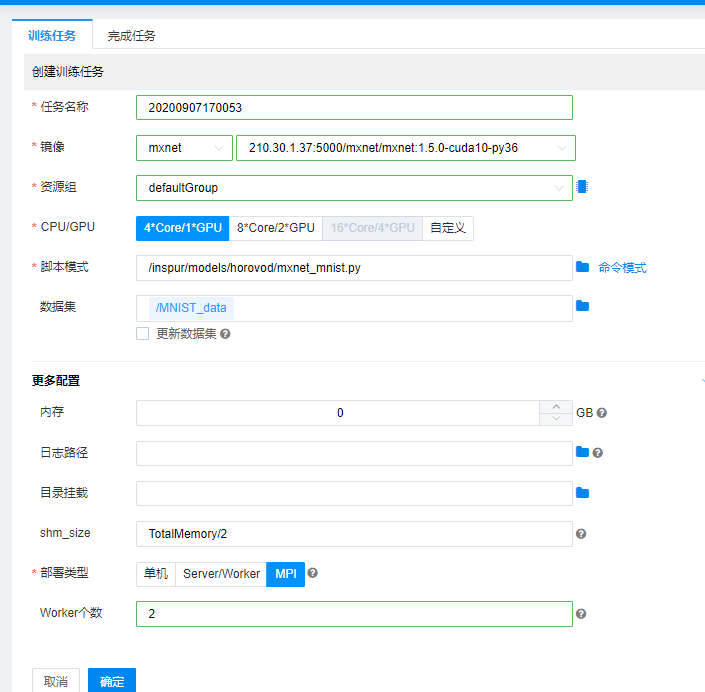 训练任务 完成任务
创建训练任务
* 任务名称 20200907170053
* 镜像 mxnet 210.30.1.37:5000/mxnet/mxnet:1.5.0-cuda10-py36
* 资源组 defaultGroup
* CPU/GPU 4*Core/1*GPU 8*Core/2*GPU 16*Core/4*GPU 自定义
* 脚本模式 /inspur/models/horovod/mxnet_mnist.py 命令模式
数据集 /MNIST_data
更新数据集 ?
更多配置
内存 0 GB ?
日志路径 ?
目录挂载
shm_size TotalMemory/2 ?
* 部署类型 单机 Server/Worker MPI ?
Worker个数 2 ?
取消 确定